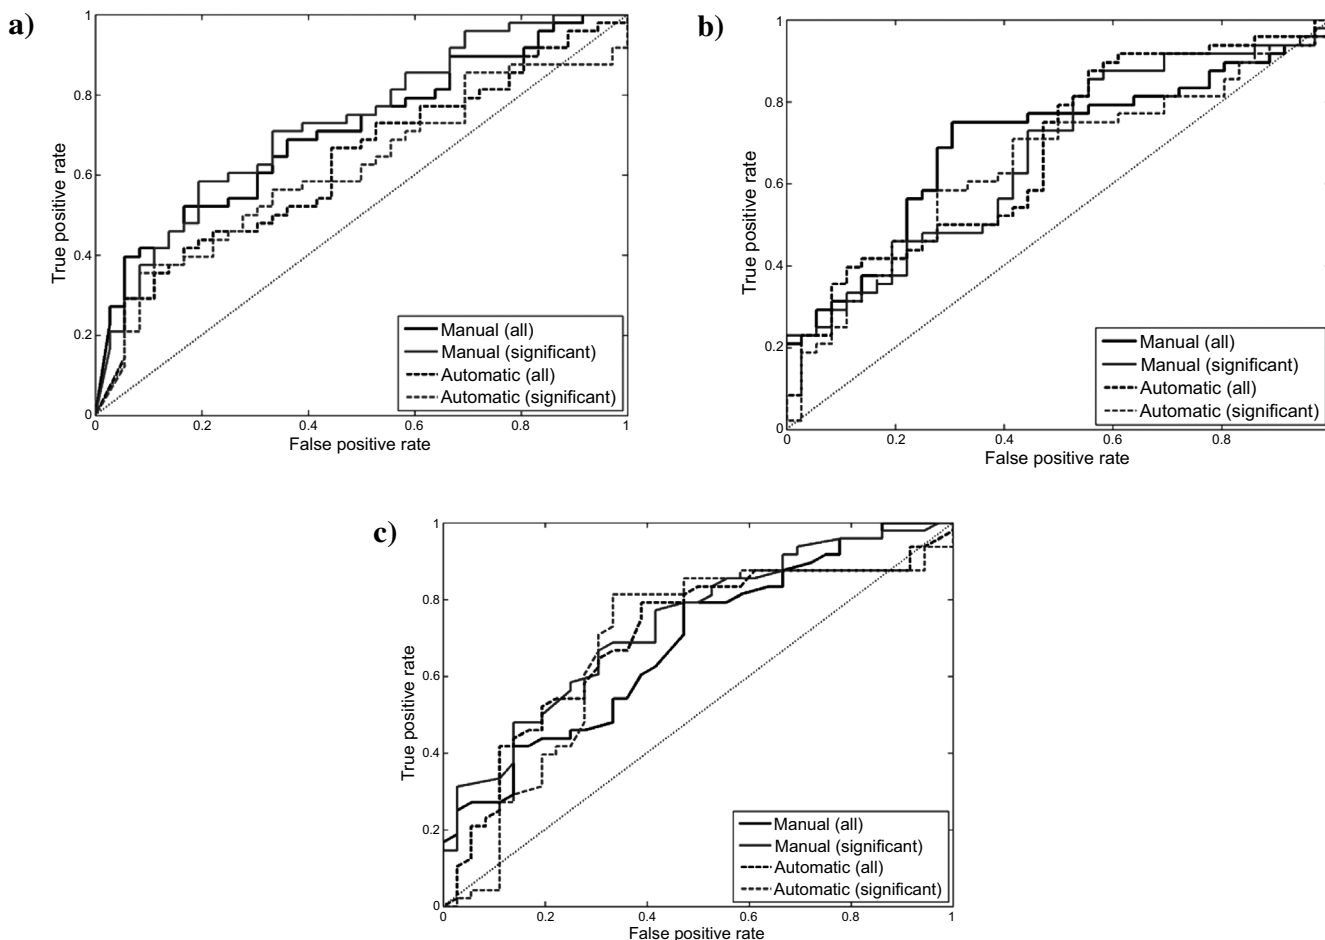 a)
1
0.8
0.6
0.4
0.2
0
True positive rate
0
0.2
0.4
0.6
0.8
1
False positive rate
Manual (all)
Manual (significant)
Automatic (all)
Automatic (significant)
b)
1
0.8
0.6
0.4
0.2
0
True positive rate
0
0.2
0.4
0.6
0.8
False positive rate
Manual (all)
Manual (significant)
Automatic (all)
Automatic (significant)
c)
1
0.8
0.6
0.4
0.2
0
True positive rate
0
0.2
0.4
0.6
0.8
1
False positive rate
Manual (all)
Manual (significant)
Automatic (all)
Automatic (significant)